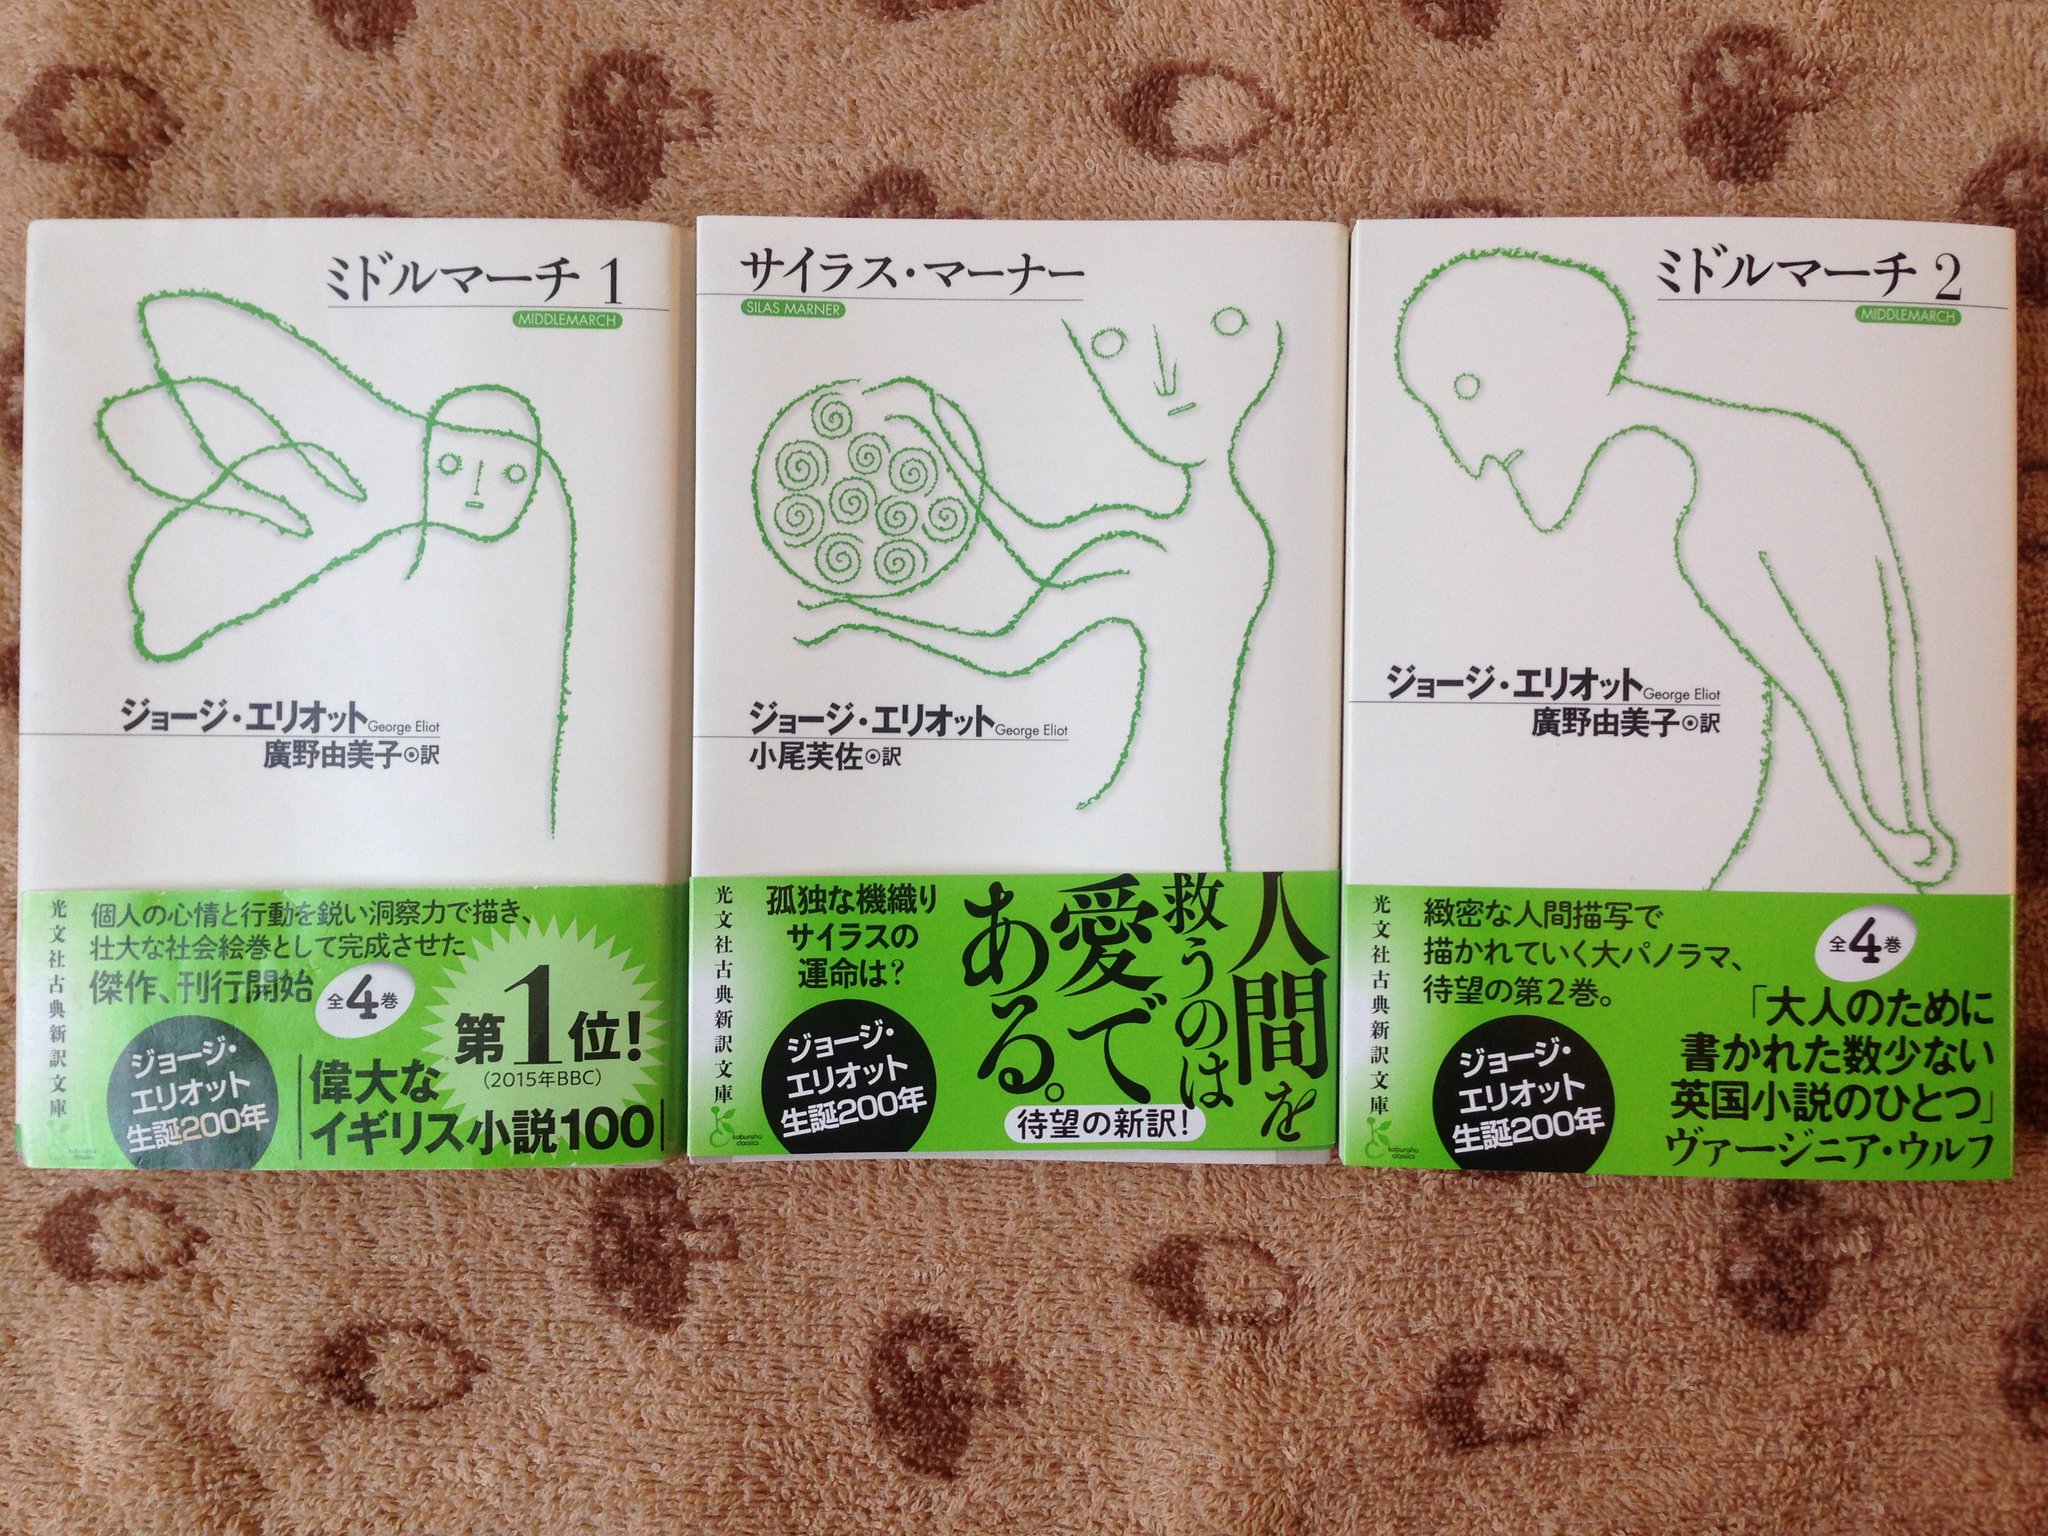 ミドルマーチ 1
MIDDLEMARCH
ジョージ・エリオット George Eliot
廣野由美子◉訳
光文社古典新訳文庫
個人の心情と行動を鋭い洞察力で描き、
壮大な社会絵巻として完成させた
傑作、刊行開始
全4巻
第1位!
(2015年BBC)
偉大な
イギリス小説100
ジョージ・
エリオット
生誕200年
kobunsha
classics
サイラス・マーナー
SILAS MARNER
ジョージ・エリオット George Eliot
小尾芙佐◉訳
光文社古典新訳文庫
孤独な機織り
サイラスの
運命は?
人間を
救うのは
愛で
ある。
待望の新訳!
ジョージ・
エリオット
生誕200年
kobunsha
classics
ミドルマーチ 2
MIDDLEMARCH
ジョージ・エリオット George Eliot
廣野由美子◉訳
光文社古典新訳文庫
緻密な人間描写で
描かれていく大パノラマ、
待望の第2巻。
全4巻
「大人のために
書かれた数少ない
英国小説のひとつ」
ヴァージニア・ウルフ
ジョージ・
エリオット
生誕200年
kobunsha
classics